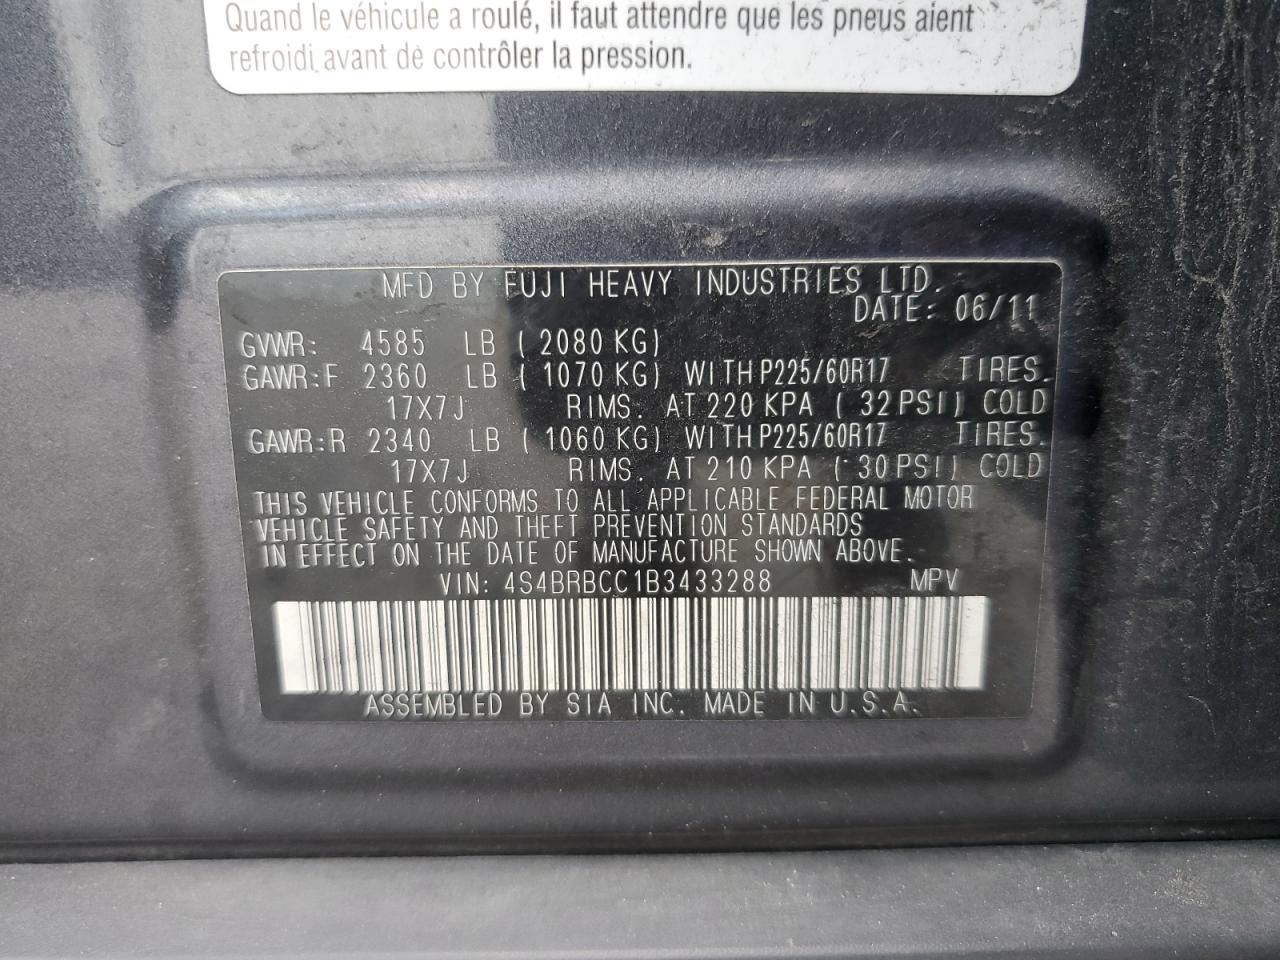 Quand le véhicule a roulé, il faut attendre que les pneus aient
refroidi avant de contrôler la pression.
MFD BY FUJI HEAVY INDUSTRIES LTD.
DATE: 06/11
GVWR: 4585 LB ( 2080 KG)
GAWR:F 2360 LB ( 1070 KG) WITH P225/60R17 TIRES.
17X7J RIMS. AT 220 KPA ( 32 PSI) COLD
GAWR:R 2340 LB ( 1060 KG) WITH P225/60R17 TIRES.
17X7J RIMS. AT 210 KPA ( 30 PSI) COLD
THIS VEHICLE CONFORMS TO ALL APPLICABLE FEDERAL MOTOR
VEHICLE SAFETY AND THEFT PREVENTION STANDARDS
IN EFFECT ON THE DATE OF MANUFACTURE SHOWN ABOVE.
VIN: 4S4BRBCC1B3433288 MPV
ASSEMBLED BY SIA INC. MADE IN U.S.A.